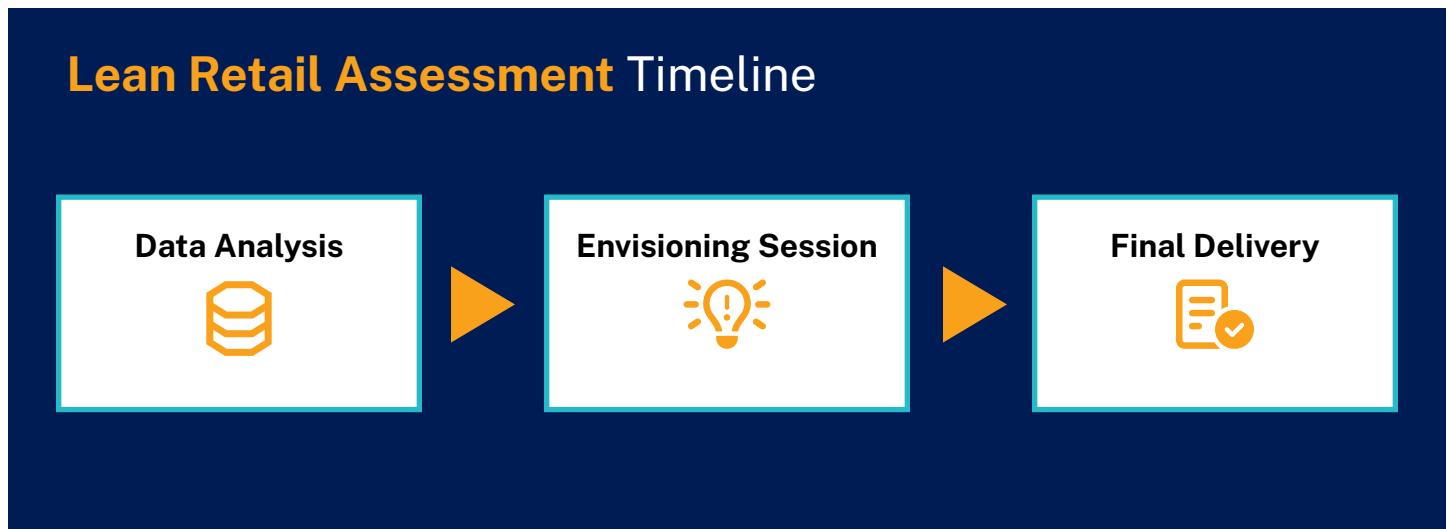 Lean Retail Assessment Timeline
Data Analysis
Envisioning Session
Final Delivery